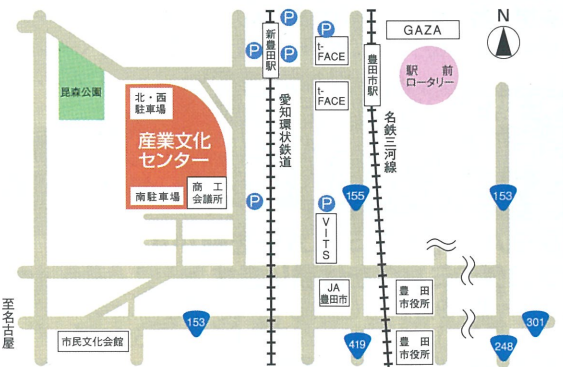 P
P
N
新豊田駅
P
P
t-
FACE
豊田市駅
GAZA
駅前
ロータリー
昆森公園
北・西
駐車場
t-
FACE
愛知環状鉄道
名鉄三河線
産業文化
センター
南駐車場
商工
会議所
P
P
155
153
VITS
JA
豊田市
豊田
市役所
至名古屋
153
市民文化会館
419
豊田
市役所
248
301